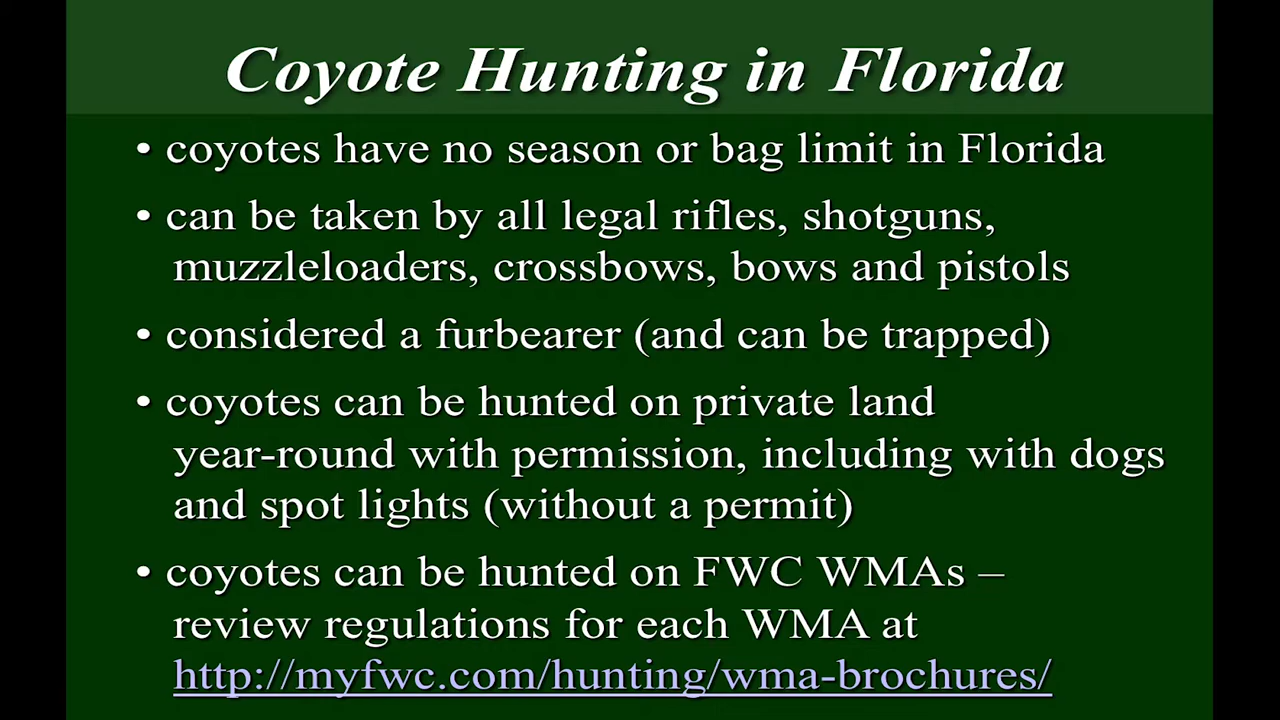 Coyote Hunting in Florida
• coyotes have no season or bag limit in Florida
• can be taken by all legal rifles, shotguns,
muzzleloaders, crossbows, bows and pistols
• considered a furbearer (and can be trapped)
• coyotes can be hunted on private land
year-round with permission, including with dogs
and spot lights (without a permit)
• coyotes can be hunted on FWC WMAs –
review regulations for each WMA at
http://myfwc.com/hunting/wma-brochures/